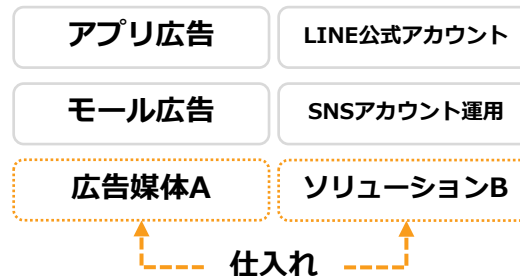 アプリ広告
LINE公式アカウント
モール広告
SNSアカウント運用
広告媒体A
ソリューションB
仕入れ